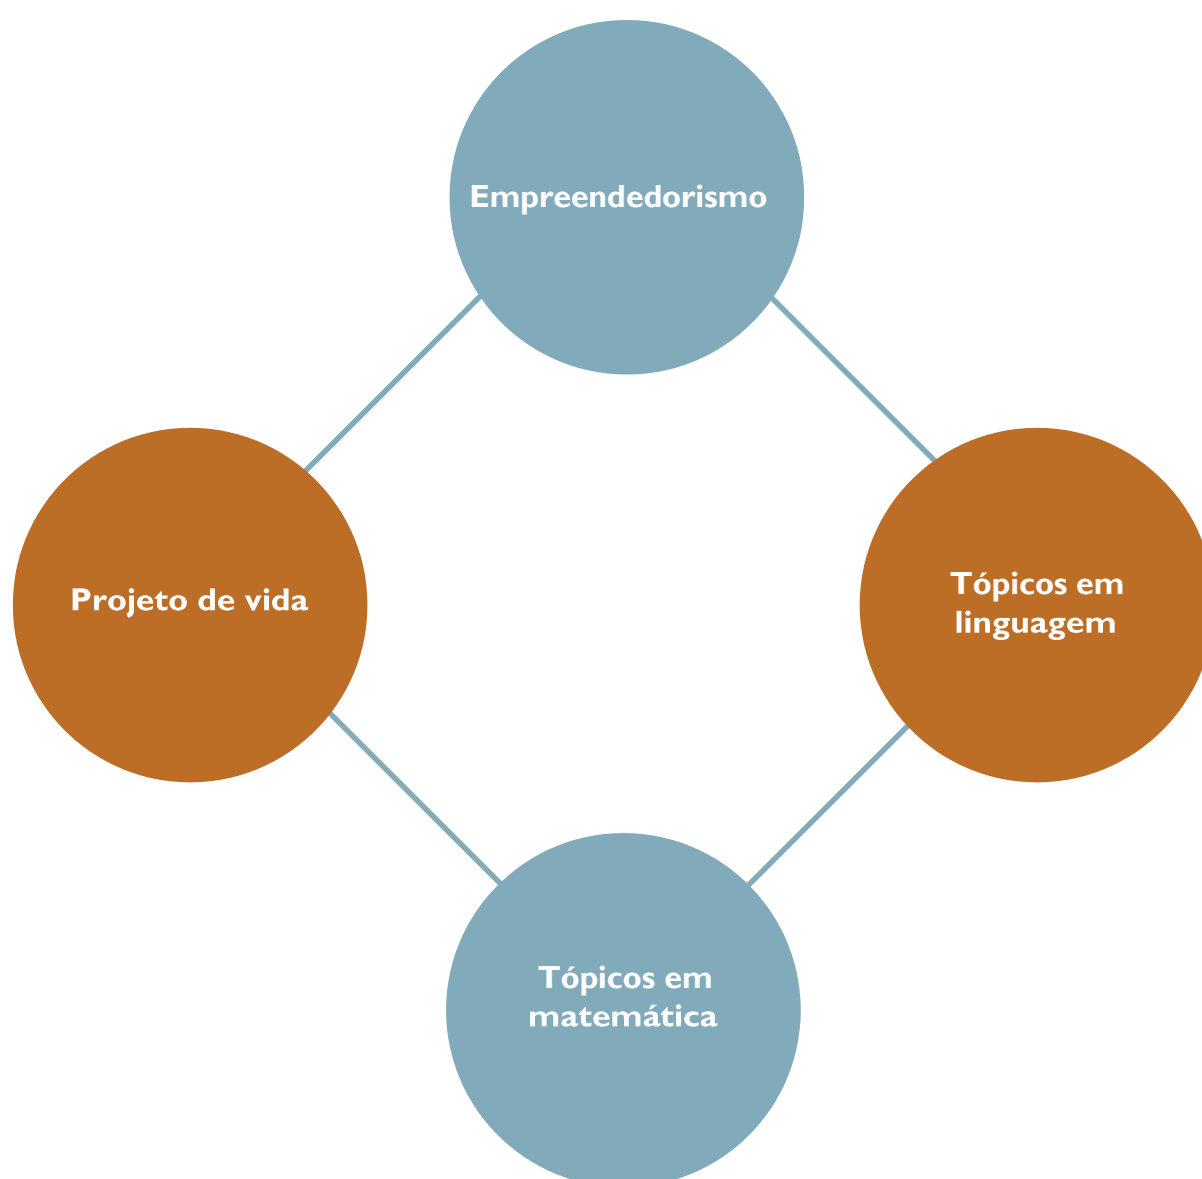 Empreendedorismo
Projeto de vida
Tópicos em
linguagem
Tópicos em
matemática